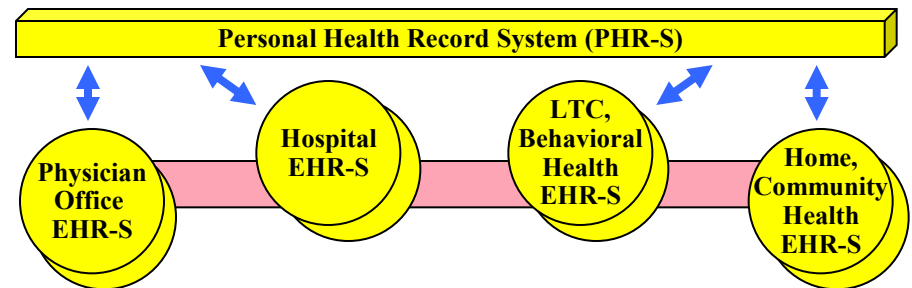 Personal Health Record System (PHR-S)
Physician
Office
EHR-S
Hospital
EHR-S
LTC,
Behavioral
Health
EHR-S
Home,
Community
Health
EHR-S